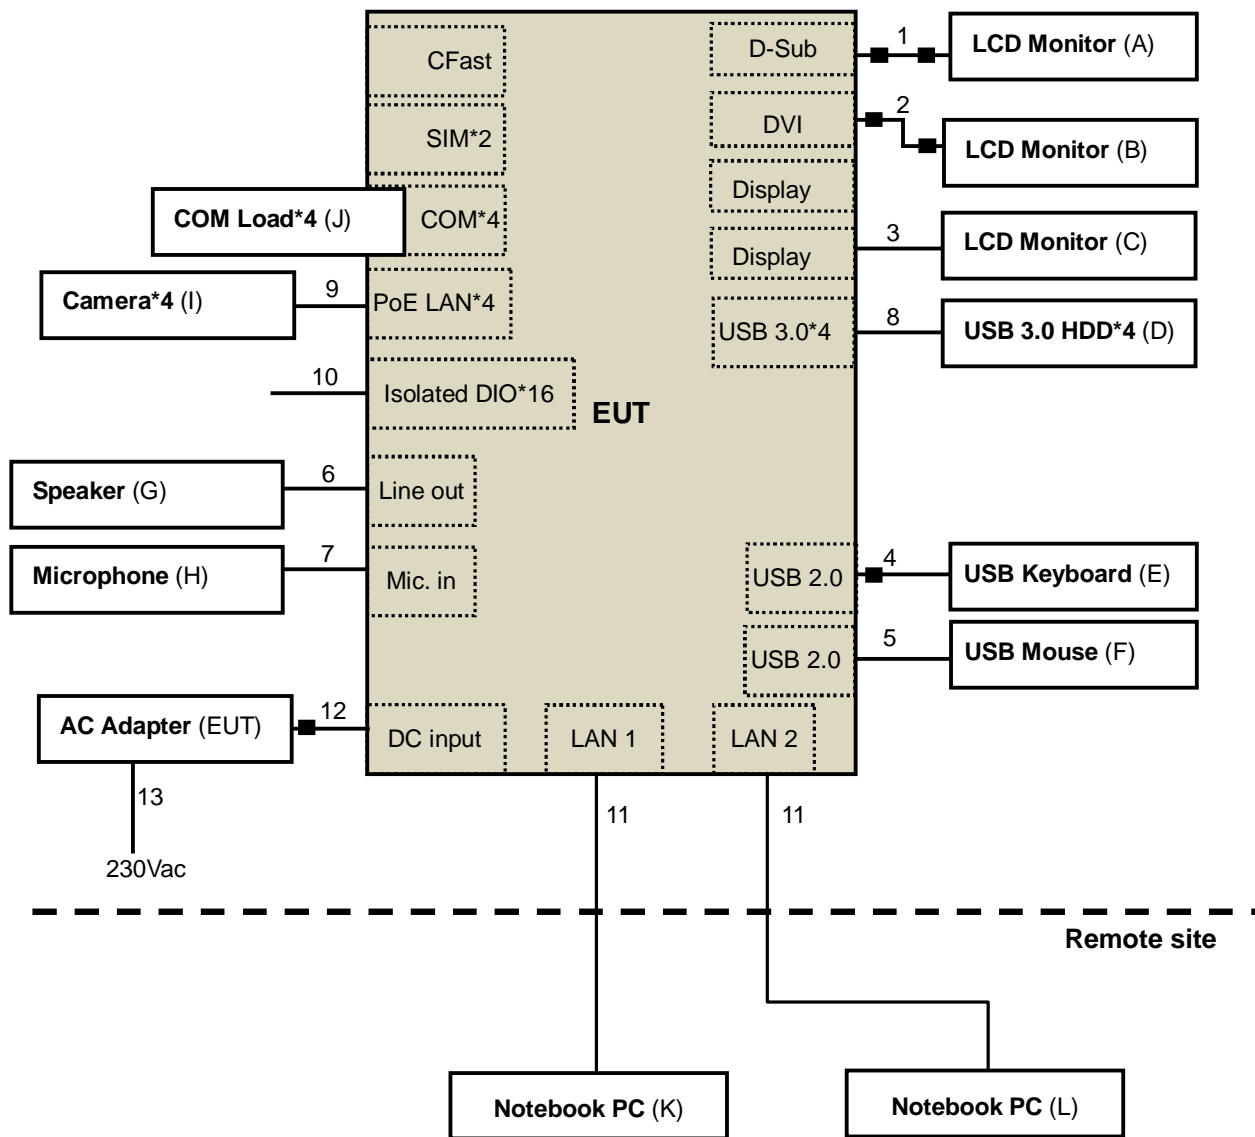 CFast
D-Sub
1
LCD Monitor (A)
SIM*2
DVI
2
LCD Monitor (B)
COM Load*4 (J)
COM*4
Display
Display
3
LCD Monitor (C)
Camera*4 (I)
9
PoE LAN*4
USB 3.0*4
8
USB 3.0 HDD*4 (D)
10
Isolated DIO*16
EUT
Speaker (G)
6
Line out
Microphone (H)
7
Mic. in
USB 2.0
4
USB Keyboard (E)
USB 2.0
5
USB Mouse (F)
AC Adapter (EUT)
12
DC input
LAN 1
LAN 2
13
11
11
230Vac
Remote site
Notebook PC (K)
Notebook PC (L)